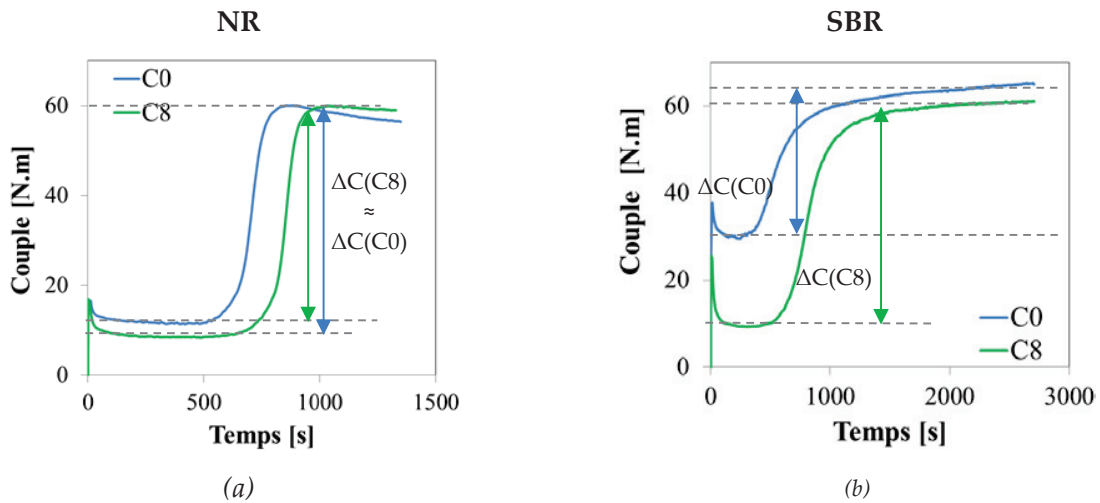 NR
C0
C8
60
40
20
0
0
500
1000
1500
Couple [N.m]
Temps [s]
ΔC(C8)
≈
ΔC(C0)
(a)
SBR
60
40
20
0
0
1000
2000
3000
Couple [N.m]
Temps [s]
ΔC(C0)
ΔC(C8)
C0
C8
(b)